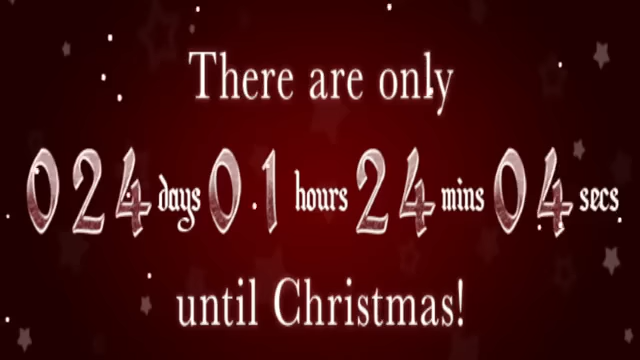 There are only
024 days 01 hours 24 mins 04 secs
until Christmas!